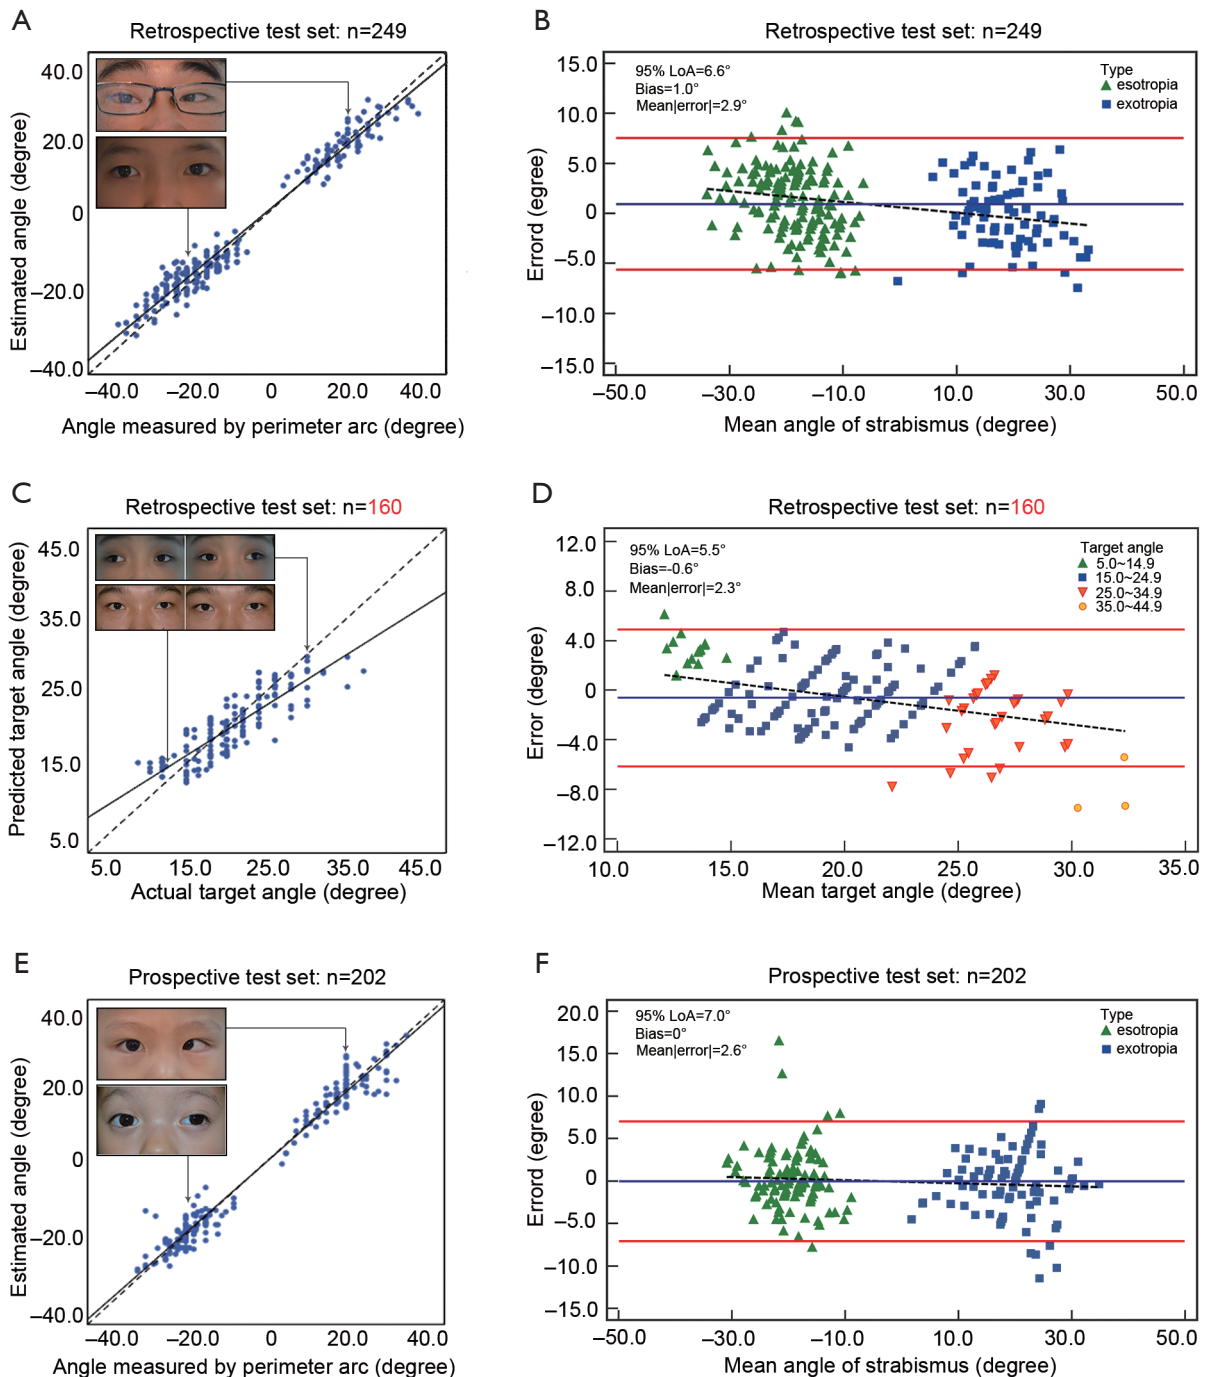 A
Retrospective test set: n=249
40.0
20.0
0
–20.0
–40.0
Estimated angle (degree)
–40.0 –20.0 0 20.0 40.0
Angle measured by perimeter arc (degree)
B
Retrospective test set: n=249
95% LoA=6.6°
Bias=1.0°
Mean|error|=2.9°
Type
esotropia
exotropia
15.0
10.0
5.0
0
–5.0
–10.0
–15.0
Errord (egree)
–50.0 –30.0 –10.0 10.0 30.0 50.0
Mean angle of strabismus (degree)
C
Retrospective test set: n=160
45.0
35.0
25.0
15.0
5.0
Predicted target angle (degree)
5.0 15.0 25.0 35.0 45.0
Actual target angle (degree)
D
Retrospective test set: n=160
95% LoA=5.5°
Bias=-0.6°
Mean|error|=2.3°
Target angle
5.0~14.9
15.0~24.9
25.0~34.9
35.0~44.9
12.0
8.0
4.0
0
–4.0
–8.0
–12.0
Error (degree)
10.0 15.0 20.0 25.0 30.0 35.0
Mean target angle (degree)
E
Prospective test set: n=202
40.0
20.0
0
–20.0
–40.0
Estimated angle (degree)
–40.0 –20.0 0 20.0 40.0
Angle measured by perimeter arc (degree)
F
Prospective test set: n=202
95% LoA=7.0°
Bias=0°
Mean|error|=2.6°
Type
esotropia
exotropia
20.0
15.0
10.0
5.0
0
–5.0
–10.0
–15.0
Errord (egree)
–50.0 –30.0 –10.0 10.0 30.0 50.0
Mean angle of strabismus (degree)